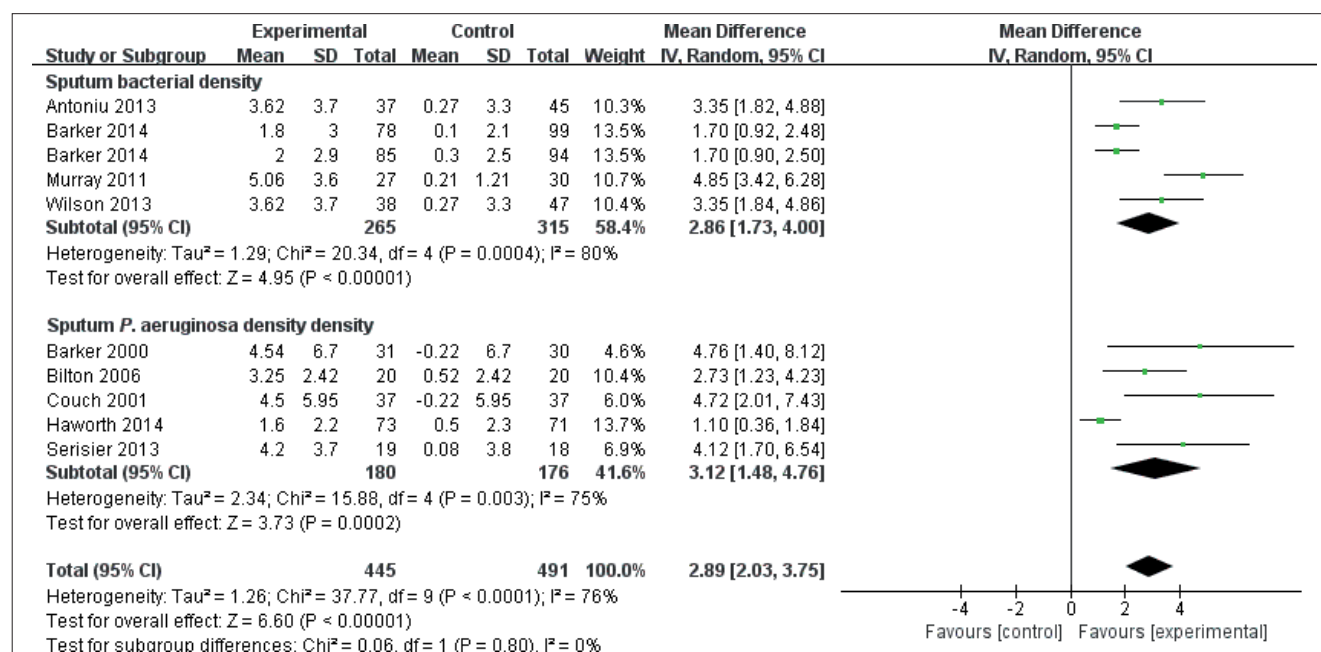 Experimental Control Mean Difference Mean Difference
Study or Subgroup Mean SD Total Mean SD Total Weight IV, Random, 95% CI IV, Random, 95% CI
Sputum bacterial density
Antoniu 2013 3.62 3.7 37 0.27 3.3 45 10.3% 3.35 [1.82, 4.88]
Barker 2014 1.8 3 78 0.1 2.1 99 13.5% 1.70 [0.92, 2.48]
Barker 2014 2 2.9 85 0.3 2.5 94 13.5% 1.70 [0.90, 2.50]
Murray 2011 5.06 3.6 27 0.21 1.21 30 10.7% 4.85 [3.42, 6.28]
Wilson 2013 3.62 3.7 38 0.27 3.3 47 10.4% 3.35 [1.84, 4.86]
Subtotal (95% CI) 265 315 58.4% 2.86 [1.73, 4.00]
Heterogeneity: Tau² = 1.29; Chi² = 20.34, df = 4 (P = 0.0004); I² = 80%
Test for overall effect: Z = 4.95 (P < 0.00001)
Sputum P. aeruginosa density density
Barker 2000 4.54 6.7 31 -0.22 6.7 30 4.6% 4.76 [1.40, 8.12]
Bilton 2006 3.25 2.42 20 0.52 2.42 20 10.4% 2.73 [1.23, 4.23]
Couch 2001 4.5 5.95 37 -0.22 5.95 37 6.0% 4.72 [2.01, 7.43]
Haworth 2014 1.6 2.2 73 0.5 2.3 71 13.7% 1.10 [0.36, 1.84]
Serisier 2013 4.2 3.7 19 0.08 3.8 18 6.9% 4.12 [1.70, 6.54]
Subtotal (95% CI) 180 176 41.6% 3.12 [1.48, 4.76]
Heterogeneity: Tau² = 2.34; Chi² = 15.88, df = 4 (P = 0.003); I² = 75%
Test for overall effect: Z = 3.73 (P = 0.0002)
Total (95% CI) 445 491 100.0% 2.89 [2.03, 3.75]
Heterogeneity: Tau² = 1.26; Chi² = 37.77, df = 9 (P < 0.0001); I² = 76%
Test for overall effect: Z = 6.60 (P < 0.00001)
Test for subgroup differences: Chi² = 0.06, df = 1 (P = 0.80), I² = 0%
-4 -2 0 2 4
Favours [control] Favours [experimental]